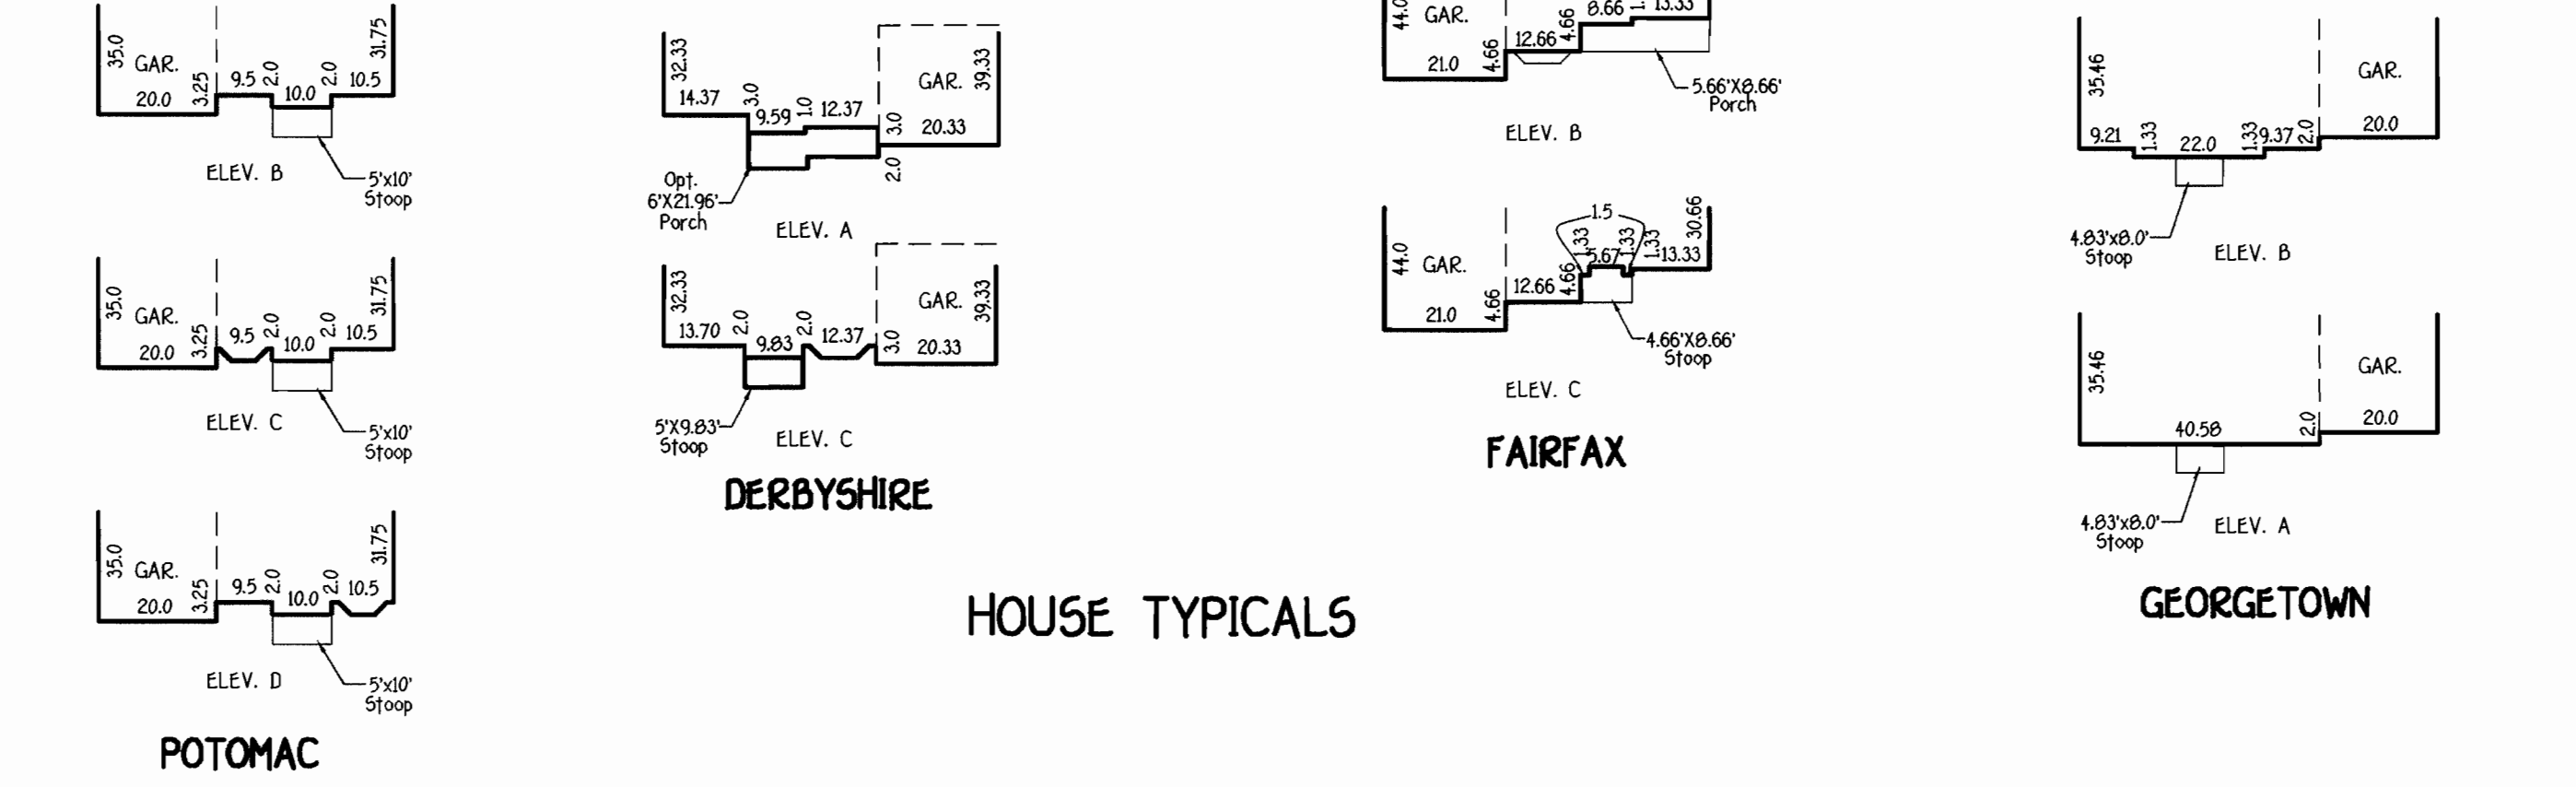 35.0
GAR.
20.0
3.25
9.5
2.0
10.0
2.0
10.5
31.75
ELEV. B
5'x10'
Stoop
35.0
GAR.
20.0
3.25
9.5
2.0
10.0
2.0
10.5
31.75
ELEV. C
5'x10'
Stoop
35.0
GAR.
20.0
3.25
9.5
2.0
10.0
2.0
10.5
31.75
ELEV. D
5'x10'
Stoop
POTOMAC
32.33
14.37
3.0
9.59
1.0
12.37
GAR.
39.33
3.0
20.33
2.0
Opt.
6'X21.96'
Porch
ELEV. A
32.33
13.70
2.0
9.83
2.0
12.37
GAR.
39.33
3.0
20.33
5'X9.83'
Stoop
ELEV. C
DERBYSHIRE
HOUSE TYPICALS
44.0
GAR.
21.0
4.66
12.66
4.66
8.66
13.33
5.66'X8.66'
Porch
ELEV. B
44.0
GAR.
21.0
4.66
12.66
4.66
1.5
1.33
5.67
1.33
1.33
13.33
30.66
4.66'X8.66'
Stoop
ELEV. C
FAIRFAX
35.46
9.21
1.33
22.0
1.33
9.37
2.0
GAR.
20.0
4.83'x8.0'
Stoop
ELEV. B
35.46
40.58
2.0
GAR.
20.0
4.83'x8.0'
Stoop
ELEV. A
GEORGETOWN